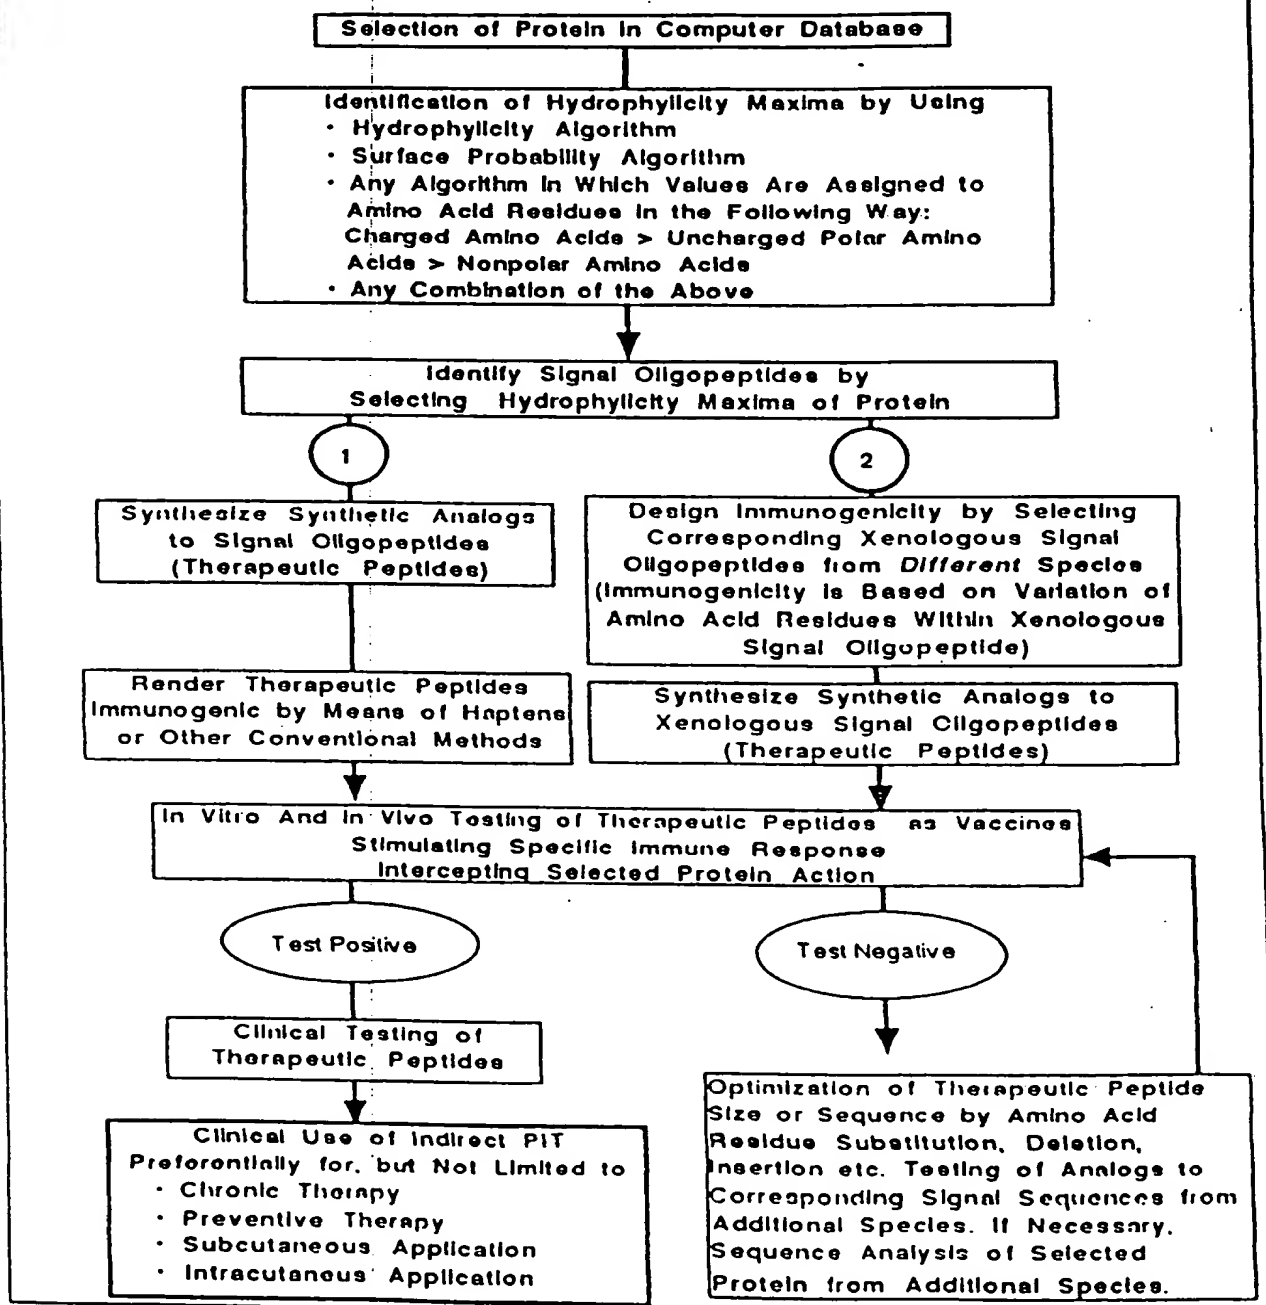 Selection of Protein in Computer Database
Identification of Hydrophylicity Maxima by Using
• Hydrophylicity Algorithm
• Surface Probability Algorithm
• Any Algorithm in Which Values Are Assigned to
Amino Acid Residues in the Following Way:
Charged Amino Acids > Uncharged Polar Amino
Acids > Nonpolar Amino Acids
• Any Combination of the Above
Identify Signal Oligopeptides by
Selecting Hydrophylicity Maxima of Protein
1
2
Synthesize Synthetic Analogs
to Signal Oligopeptides
(Therapeutic Peptides)
Design Immunogenicity by Selecting
Corresponding Xenologous Signal
Oligopeptides from Different Species
(Immunogenicity is Based on Variation of
Amino Acid Residues Within Xenologous
Signal Oligopeptide)
Render Therapeutic Peptides
Immunogenic by Means of Haptens
or Other Conventional Methods
Synthesize Synthetic Analogs to
Xenologous Signal Oligopeptides
(Therapeutic Peptides)
In Vitro And In Vivo Testing of Therapeutic Peptides as Vaccines
Stimulating Specific Immune Response
Intercepting Selected Protein Action
Test Positive
Test Negative
Clinical Testing of
Therapeutic Peptides
Clinical Use of Indirect PIT
Preferentially for, but Not Limited to
• Chronic Therapy
• Preventive Therapy
• Subcutaneous Application
• Intracutaneous Application
Optimization of Therapeutic Peptide
Size or Sequence by Amino Acid
Residue Substitution, Deletion,
Insertion etc. Testing of Analogs to
Corresponding Signal Sequences from
Additional Species. If Necessary,
Sequence Analysis of Selected
Protein from Additional Species.